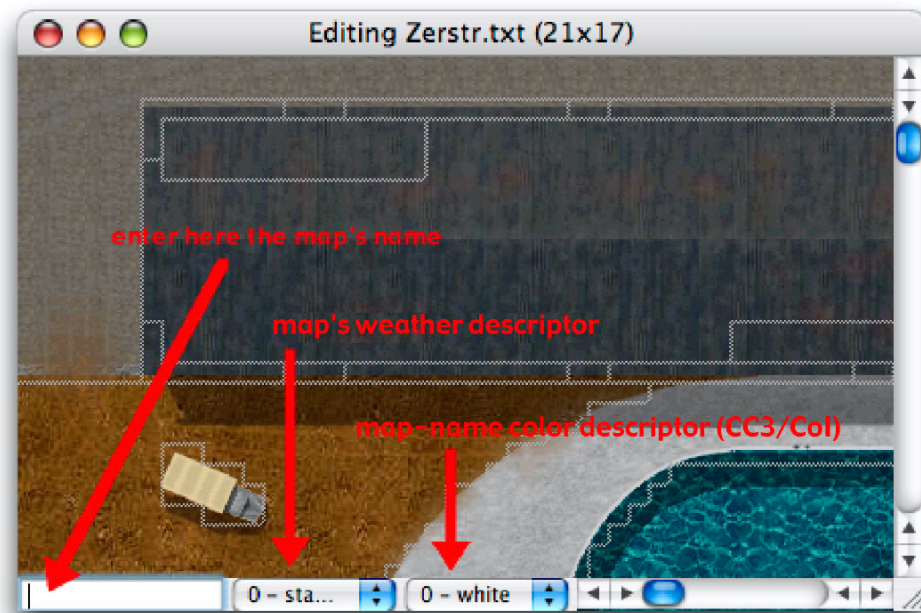 Editing Zerstr.txt (21x17)
enter here the map's name
map's weather descriptor
map-name color descriptor (CC3/CoI)
0 - sta...
0 - white